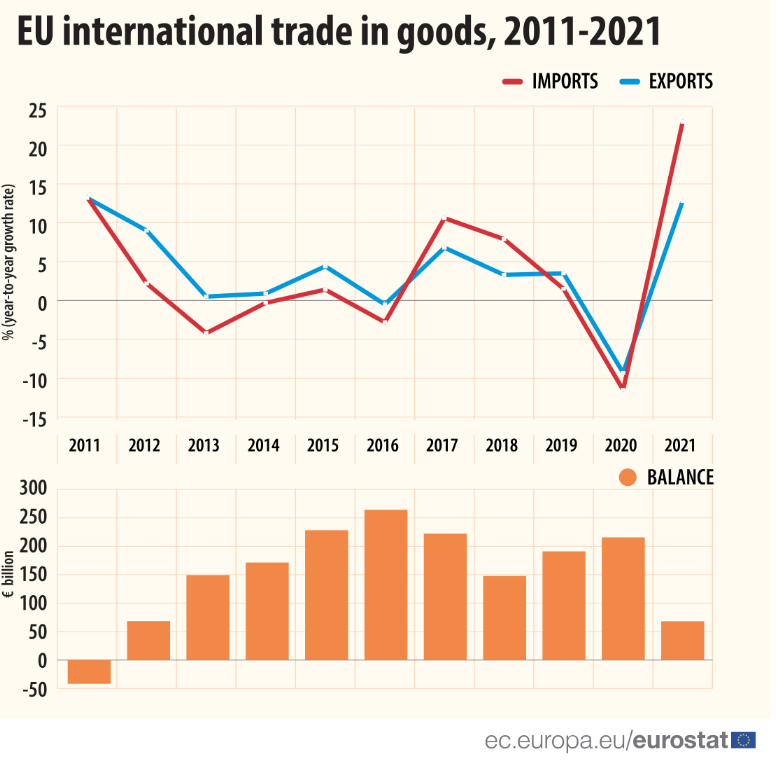 EU international trade in goods, 2011-2021
IMPORTS EXPORTS
% (year-to-year growth rate)
25
20
15
10
5
0
-5
-10
-15
2011 2012 2013 2014 2015 2016 2017 2018 2019 2020 2021
BALANCE
€ billion
300
250
200
150
100
50
0
-50
ec.europa.eu/eurostat